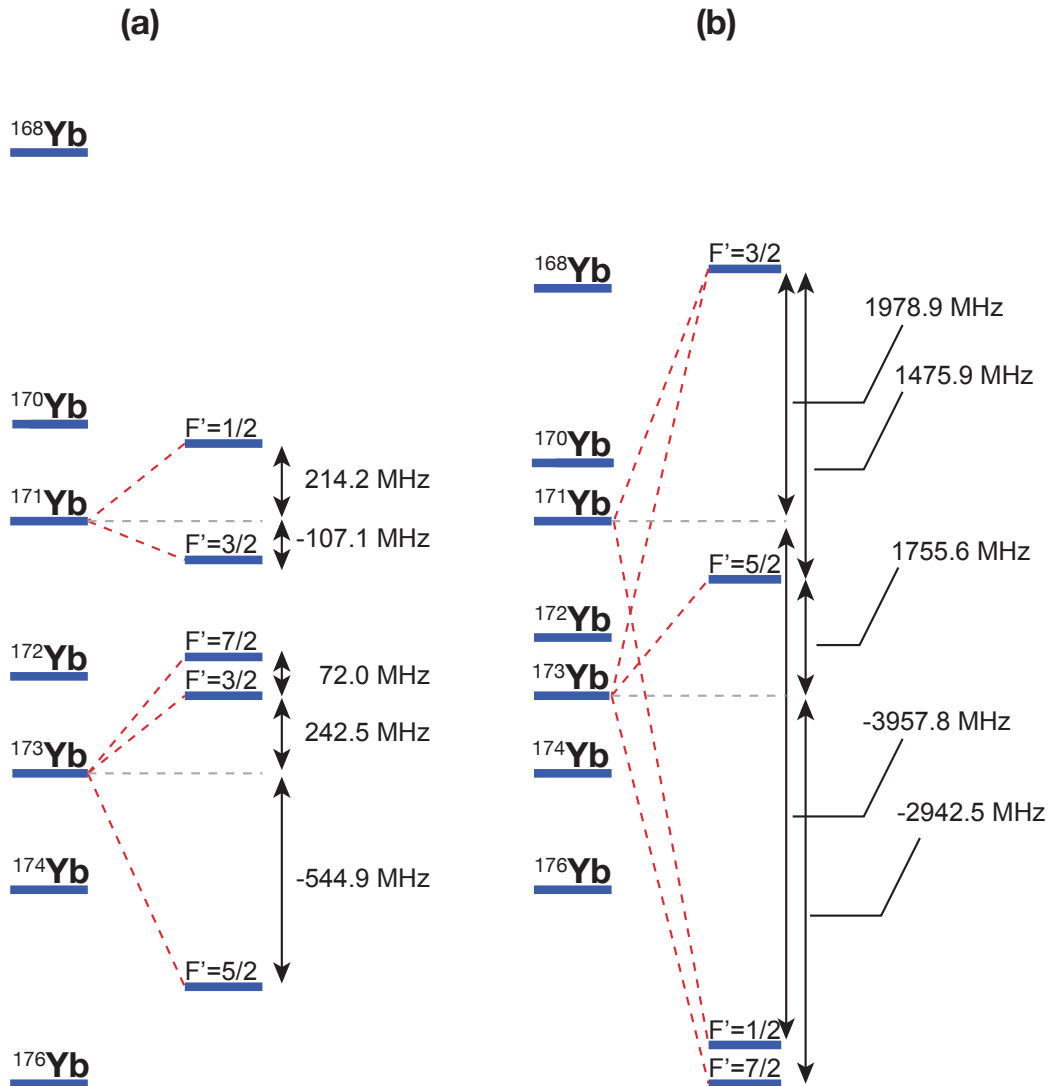 (a)
¹⁶⁸Yb
¹⁷⁰Yb
F'=1/2
214.2 MHz
¹⁷¹Yb
-107.1 MHz
F'=3/2
F'=7/2
¹⁷²Yb
72.0 MHz
F'=3/2
242.5 MHz
¹⁷³Yb
¹⁷⁴Yb
-544.9 MHz
F'=5/2
¹⁷⁶Yb
(b)
F'=3/2
¹⁶⁸Yb
1978.9 MHz
1475.9 MHz
¹⁷⁰Yb
¹⁷¹Yb
1755.6 MHz
F'=5/2
¹⁷²Yb
¹⁷³Yb
-3957.8 MHz
¹⁷⁴Yb
-2942.5 MHz
¹⁷⁶Yb
F'=1/2
F'=7/2